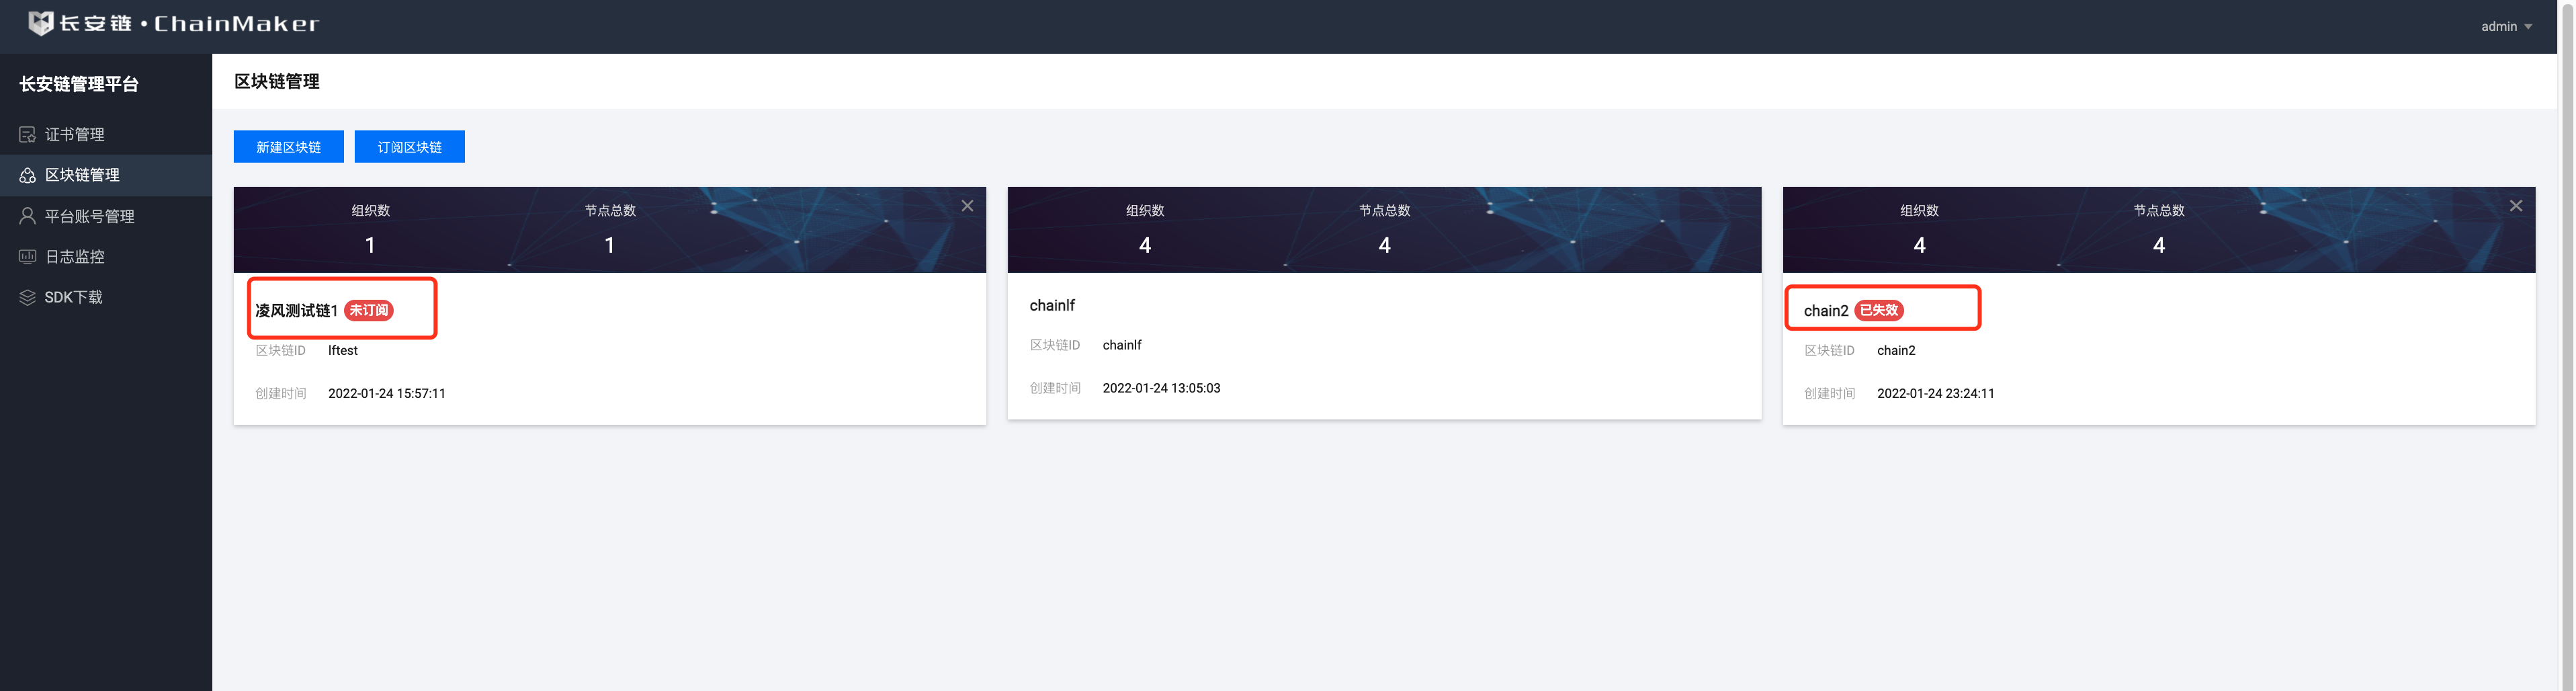 长安链·ChainMaker
admin
长安链管理平台
证书管理
区块链管理
平台账号管理
日志监控
SDK下载
区块链管理
新建区块链
订阅区块链
组织数
节点总数
1
1
凌风测试链1 未订阅
区块链ID lftest
创建时间 2022-01-24 15:57:11
组织数
节点总数
4
4
chainlf
区块链ID chainlf
创建时间 2022-01-24 13:05:03
组织数
节点总数
4
4
chain2 已失效
区块链ID chain2
创建时间 2022-01-24 23:24:11